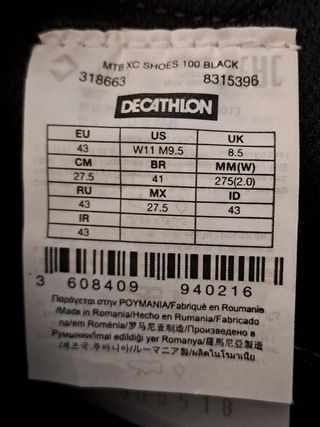 MTB XC SHOES 100 BLACK
318663 8315396
DECATHLON
EU US UK
43 W11 M9.5 8.5
CM BR MM(W)
27.5 41 275(2.0)
RU MX ID
43 27.5 43
IR
43
3 608409 940216
Παράγεται στην ΡΟΥΜΑΝΙΑ/Fabriqué en Roumanie
/Made in Romania/Hecho en Rumania/Fabricado
na/em Roménia/罗马尼亚制造/Произведено в
Румынии/Imal edildiği yer Romanya/羅馬尼亞製造
/제조국 루마니아/ルーマニア製/ผลิตในโรมาเนีย